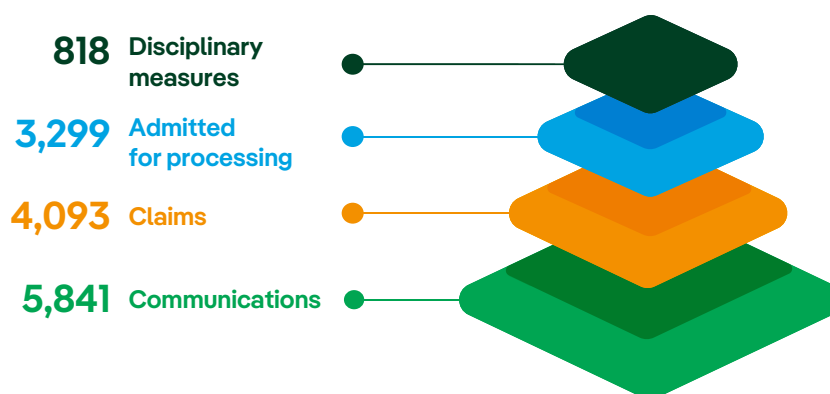 818 Disciplinary
measures
3,299 Admitted
for processing
4,093 Claims
5,841 Communications